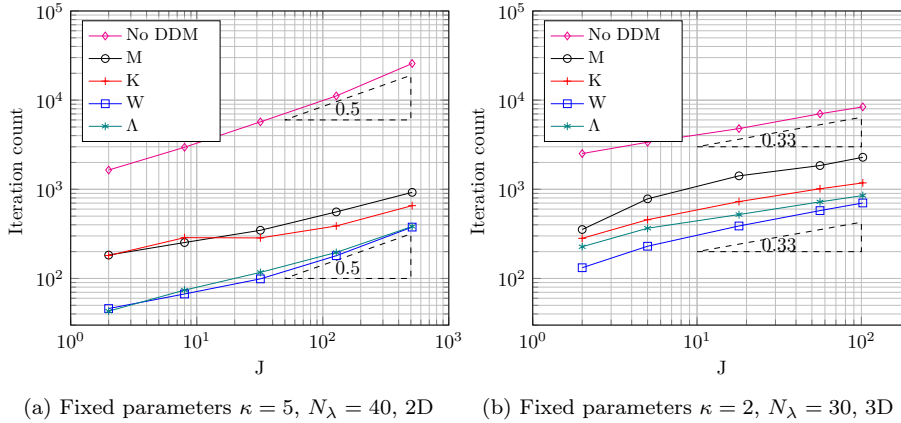 10^5
10^4
10^3
10^2
Iteration count
No DDM
M
K
W
Λ
0.5
0.5
10^0 10^1 10^2 10^3
J
(a) Fixed parameters κ = 5, N_λ = 40, 2D
10^5
10^4
10^3
10^2
Iteration count
No DDM
M
K
W
Λ
0.33
0.33
10^0 10^1 10^2
J
(b) Fixed parameters κ = 2, N_λ = 30, 3D